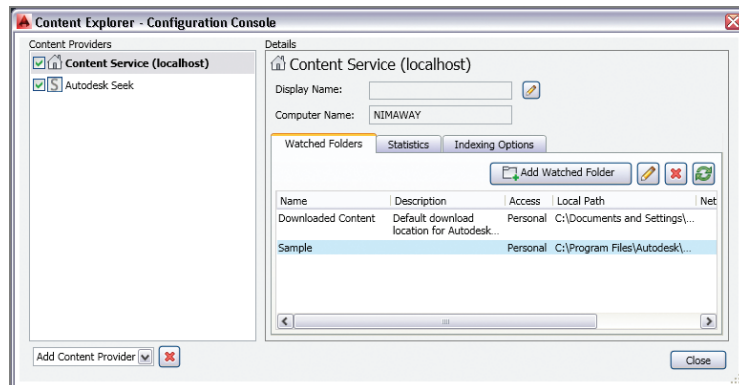 Content Explorer - Configuration Console
Content Providers
Content Service (localhost)
Autodesk Seek
Add Content Provider
Details
Content Service (localhost)
Display Name:
Computer Name: NIMAWAY
Watched Folders Statistics Indexing Options
Add Watched Folder
Name Description Access Local Path Net
Downloaded Content Default download Personal C:\Documents and Settings\...
location for Autodesk...
Sample Personal C:\Program Files\Autodesk\...
Close